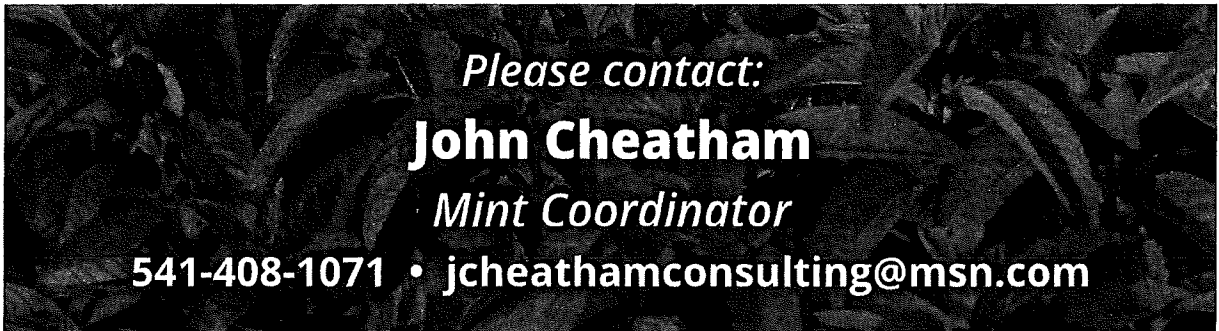 Please contact:
John Cheatham
Mint Coordinator
541-408-1071 • jcheathamconsulting@msn.com